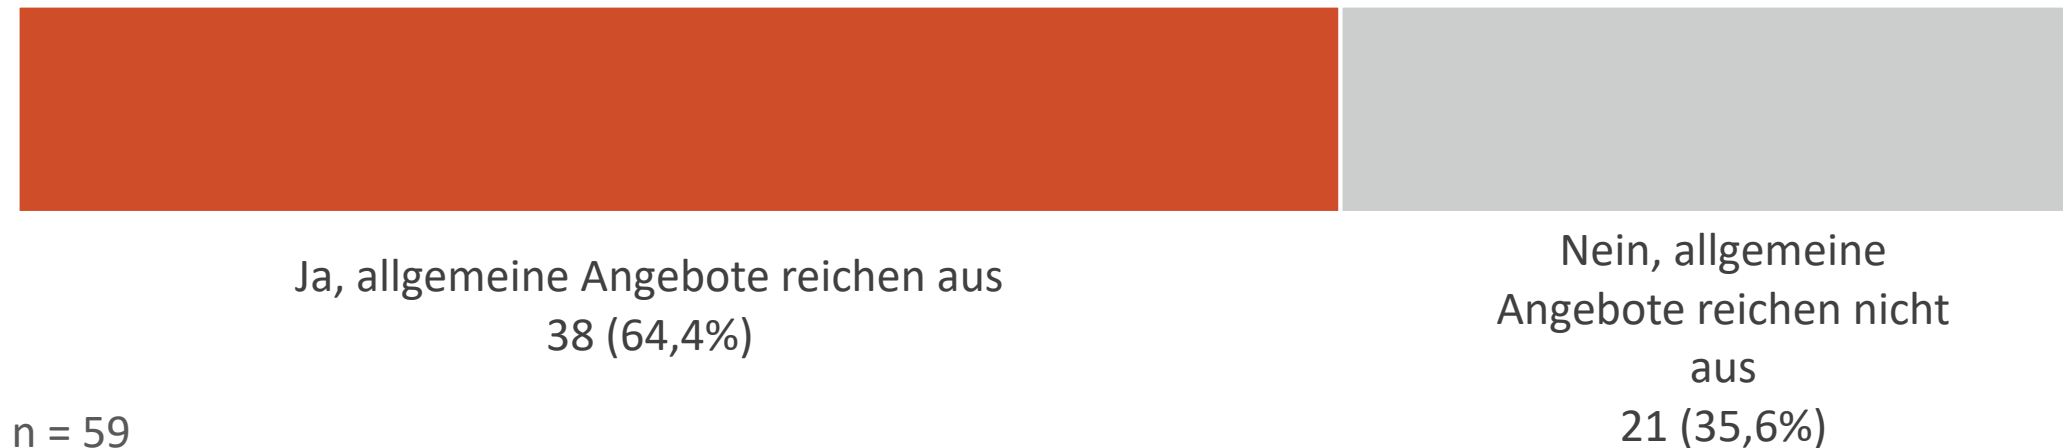 Ja, allgemeine Angebote reichen aus
38 (64,4%)
Nein, allgemeine
Angebote reichen nicht
aus
21 (35,6%)
n = 59